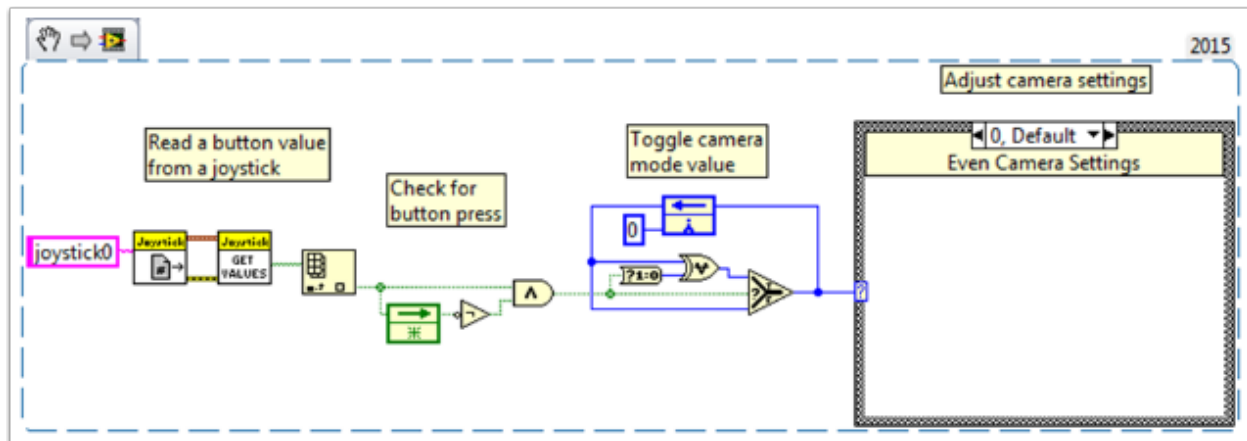 2015
Adjust camera settings
Read a button value
from a joystick
Toggle camera
mode value
Check for
button press
0, Default
Even Camera Settings
joystick0
Joystick
Joystick
GET
VALUES
0
?1:0
?
?